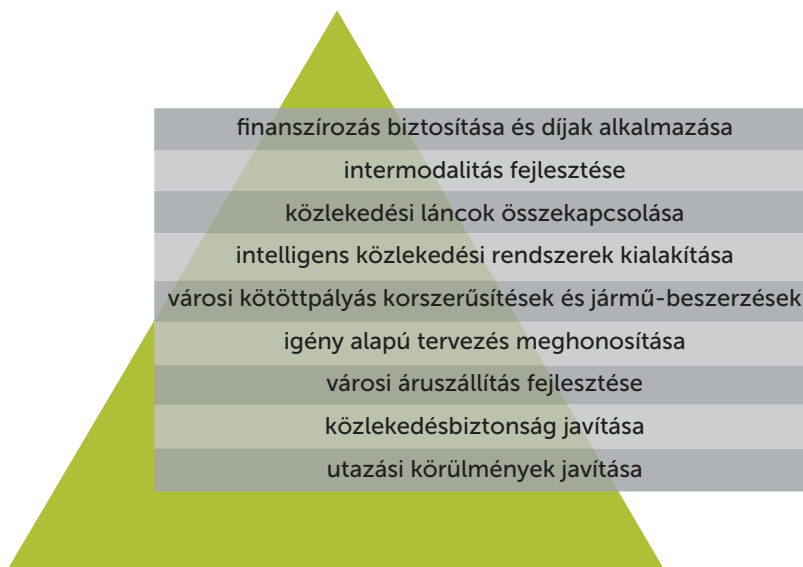 finanszírozás biztosítása és díjak alkalmazása
intermodalitás fejlesztése
közlekedési láncok összekapcsolása
intelligens közlekedési rendszerek kialakítása
városi kötöttpályás korszerűsítések és jármű-beszerzések
igény alapú tervezés meghonosítása
városi áruszállítás fejlesztése
közlekedésbiztonság javítása
utazási körülmények javítása